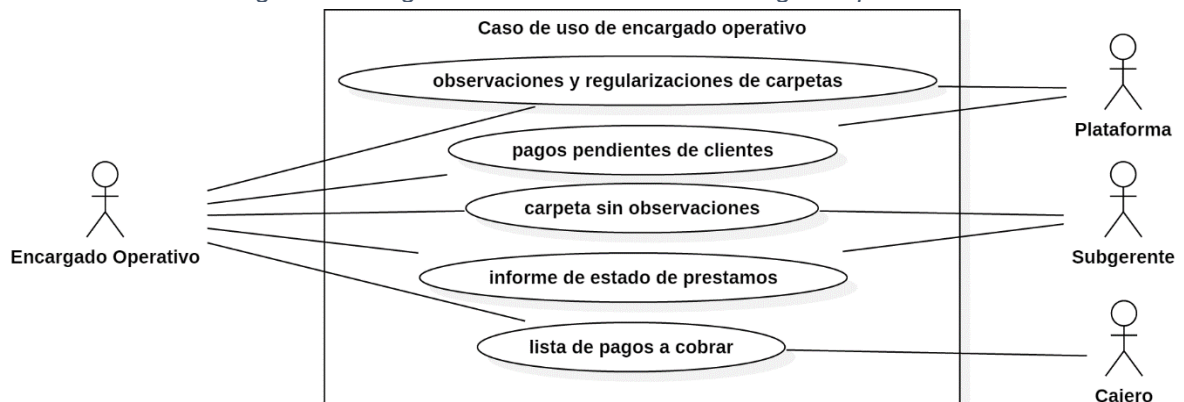 Caso de uso de encargado operativo
observaciones y regularizaciones de carpetas
Plataforma
pagos pendientes de clientes
carpeta sin observaciones
Encargado Operativo
Subgerente
informe de estado de prestamos
lista de pagos a cobrar
Cajero